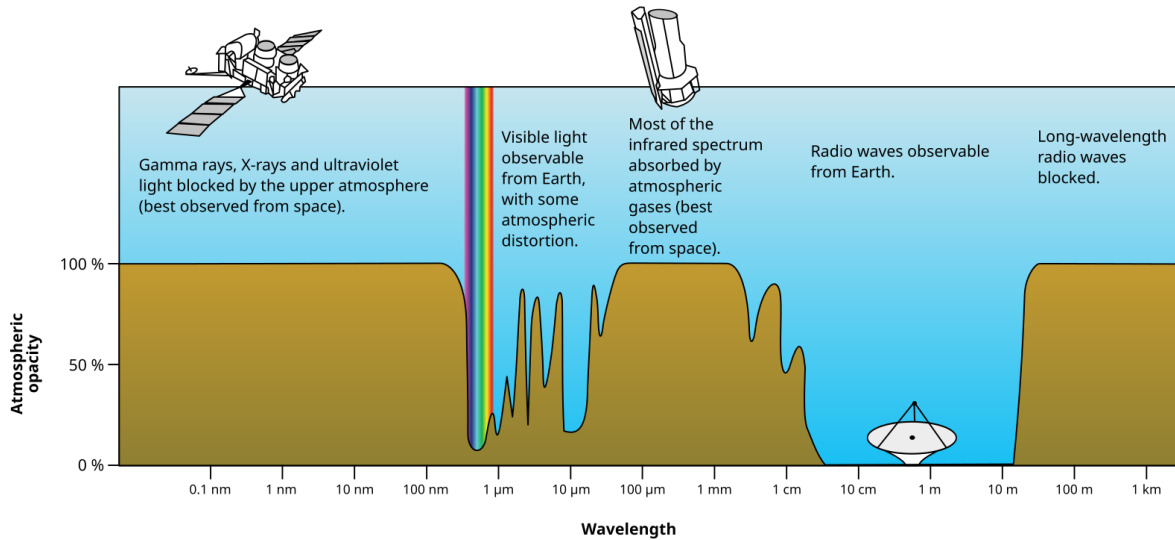 Gamma rays, X-rays and ultraviolet
light blocked by the upper atmosphere
(best observed from space).
Visible light
observable
from Earth,
with some
atmospheric
distortion.
Most of the
infrared spectrum
absorbed by
atmospheric
gases (best
observed
from space).
Radio waves observable
from Earth.
Long-wavelength
radio waves
blocked.
Atmospheric
opacity
100 %
50 %
0 %
0.1 nm
1 nm
10 nm
100 nm
1 μm
10 μm
100 μm
1 mm
1 cm
10 cm
1 m
10 m
100 m
1 km
Wavelength